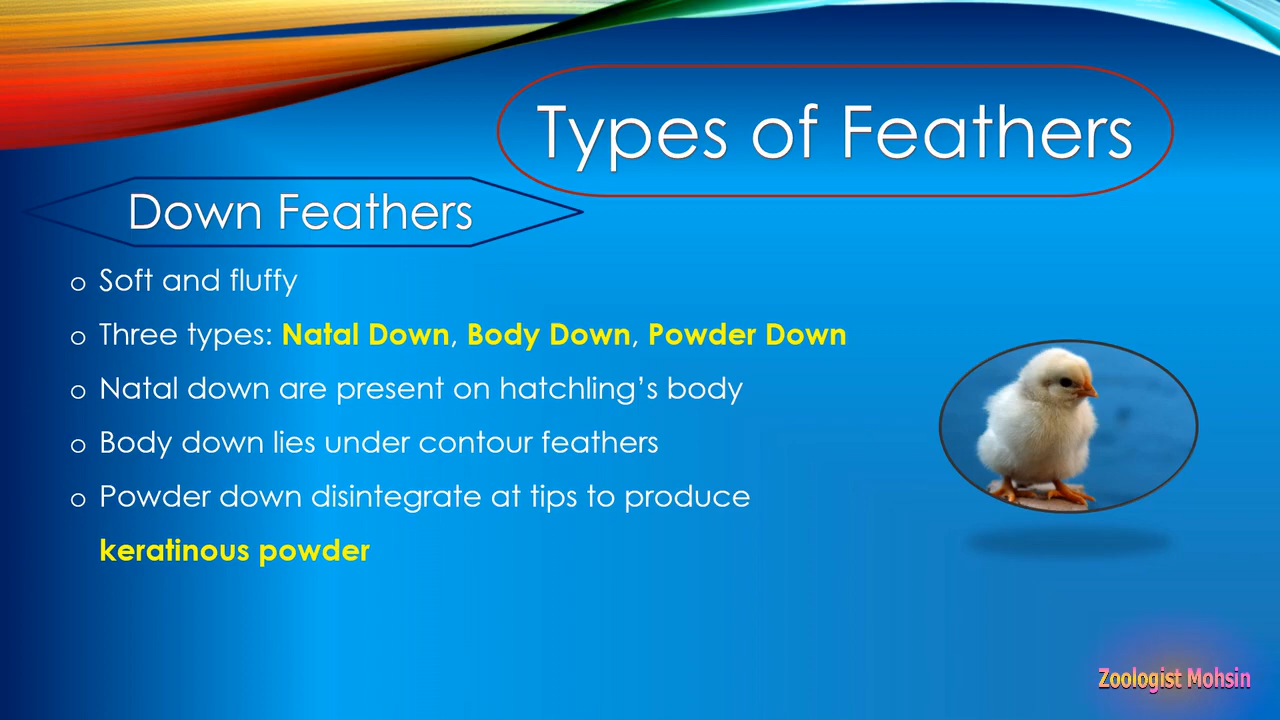 Types of Feathers
Down Feathers
o Soft and fluffy
o Three types: Natal Down, Body Down, Powder Down
o Natal down are present on hatchling’s body
o Body down lies under contour feathers
o Powder down disintegrate at tips to produce
keratinous powder
Zoologist Mohsin